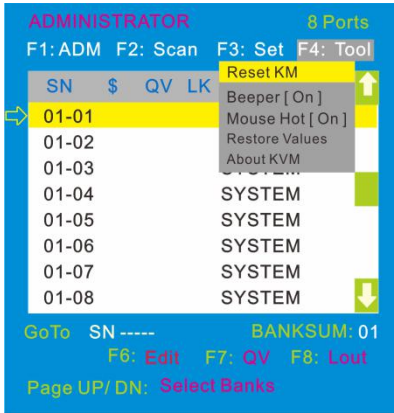 ADMINISTRATOR 8 Ports
F1: ADM F2: Scan F3: Set F4: Tool
SN $ QV LK
Reset KM
Beeper [ On ]
Mouse Hot [ On ]
Restore Values
About KVM
01-01
01-02
01-03
01-04 SYSTEM
01-05 SYSTEM
01-06 SYSTEM
01-07 SYSTEM
01-08 SYSTEM
GoTo SN ----- BANKSUM: 01
F6: Edit F7: QV F8: Lout
Page UP/ DN: Select Banks